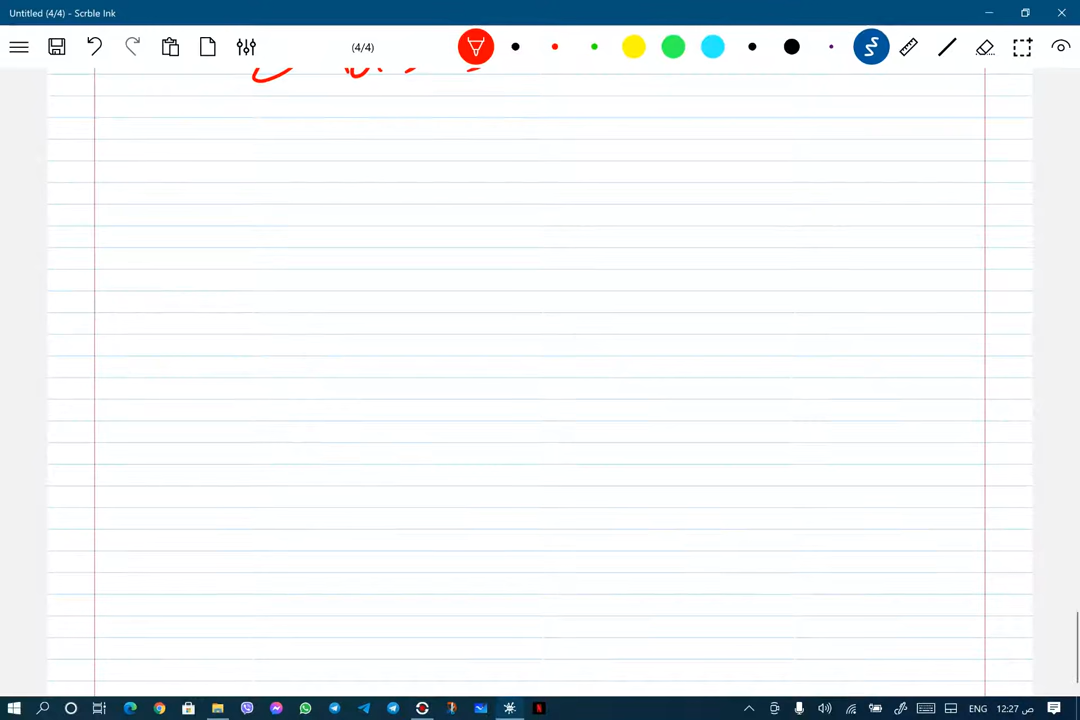 Untitled (4/4) - Scrble Ink
(4/4)
ENG 12:27 ص